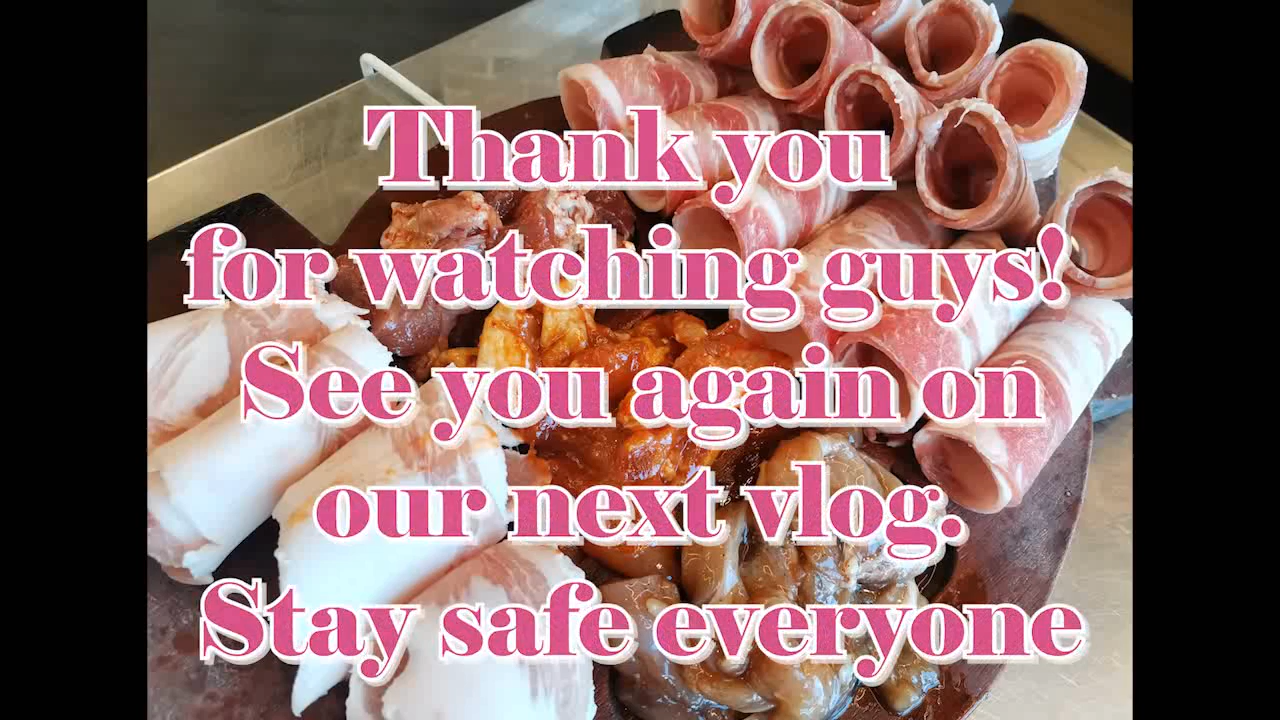 Thank you
for watching guys!
See you again on
our next vlog.
Stay safe everyone